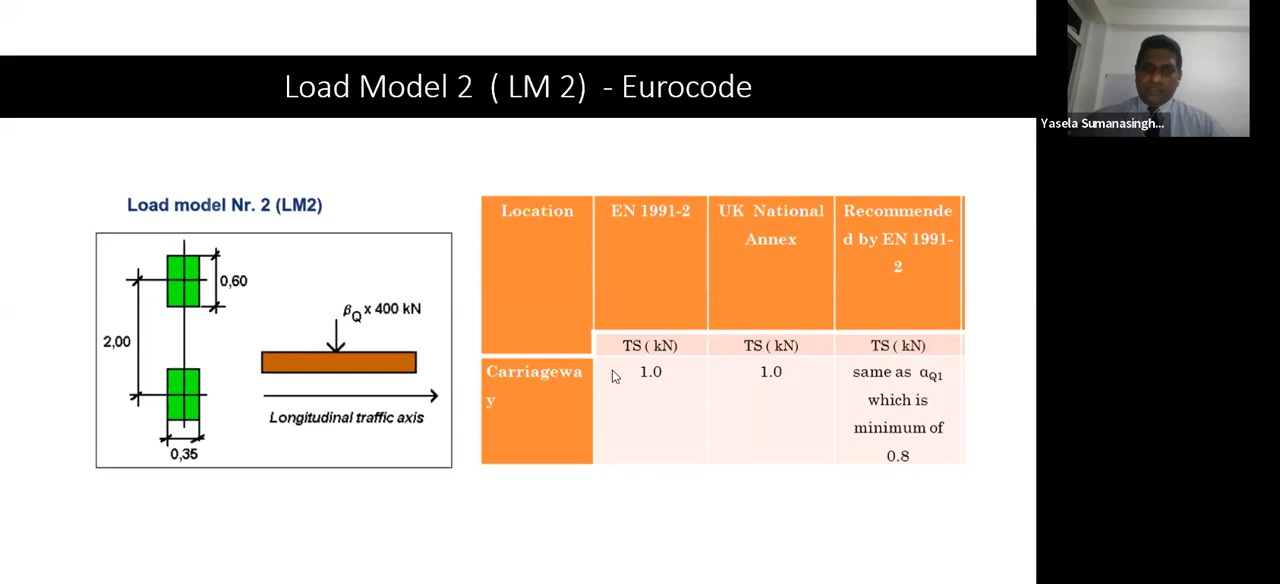 Load Model 2 ( LM 2) - Eurocode
Yasela Sumanasingh...
Load model Nr. 2 (LM2)
0,60
βQ x 400 kN
2,00
Longitudinal traffic axis
0,35
Location
EN 1991-2
UK National
Annex
Recommende
d by EN 1991-
2
TS ( kN)
TS ( kN)
TS ( kN)
Carriagewa
y
1.0
1.0
same as αQ1
which is
minimum of
0.8